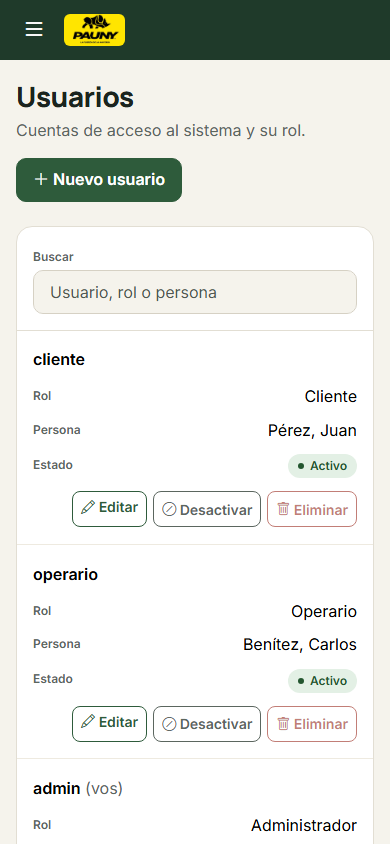 PAUNY
Usuarios
Cuentas de acceso al sistema y su rol.
+ Nuevo usuario
Buscar
Usuario, rol o persona
cliente
Rol Cliente
Persona Pérez, Juan
Estado Activo
Editar Desactivar Eliminar
operario
Rol Operario
Persona Benítez, Carlos
Estado Activo
Editar Desactivar Eliminar
admin (vos)
Rol Administrador